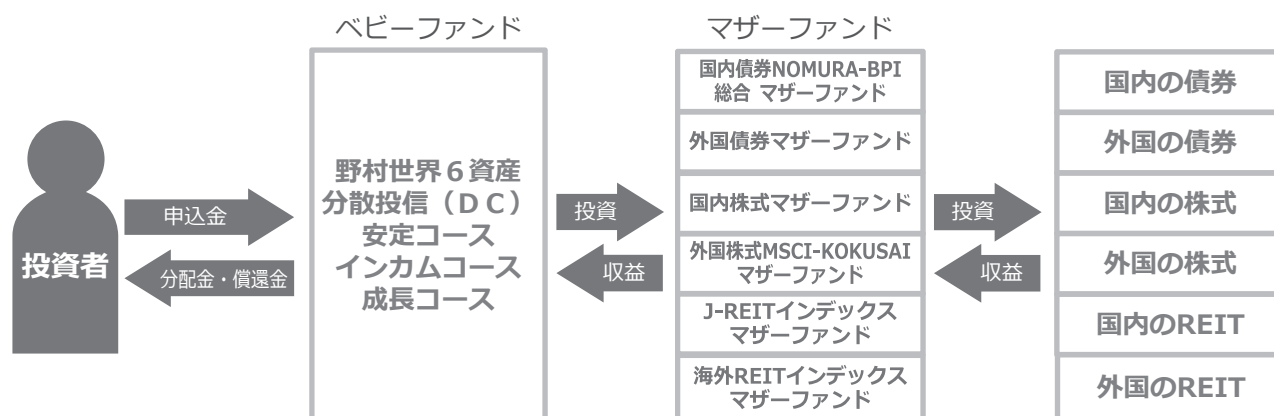 ベビーファンド
マザーファンド
投資者
申込金
分配金・償還金
野村世界６資産
分散投信（ＤＣ）
安定コース
インカムコース
成長コース
投資
収益
国内債券NOMURA-BPI
総合 マザーファンド
外国債券マザーファンド
国内株式マザーファンド
外国株式MSCI-KOKUSAI
マザーファンド
J-REITインデックス
マザーファンド
海外REITインデックス
マザーファンド
投資
収益
国内の債券
外国の債券
国内の株式
外国の株式
国内のREIT
外国のREIT